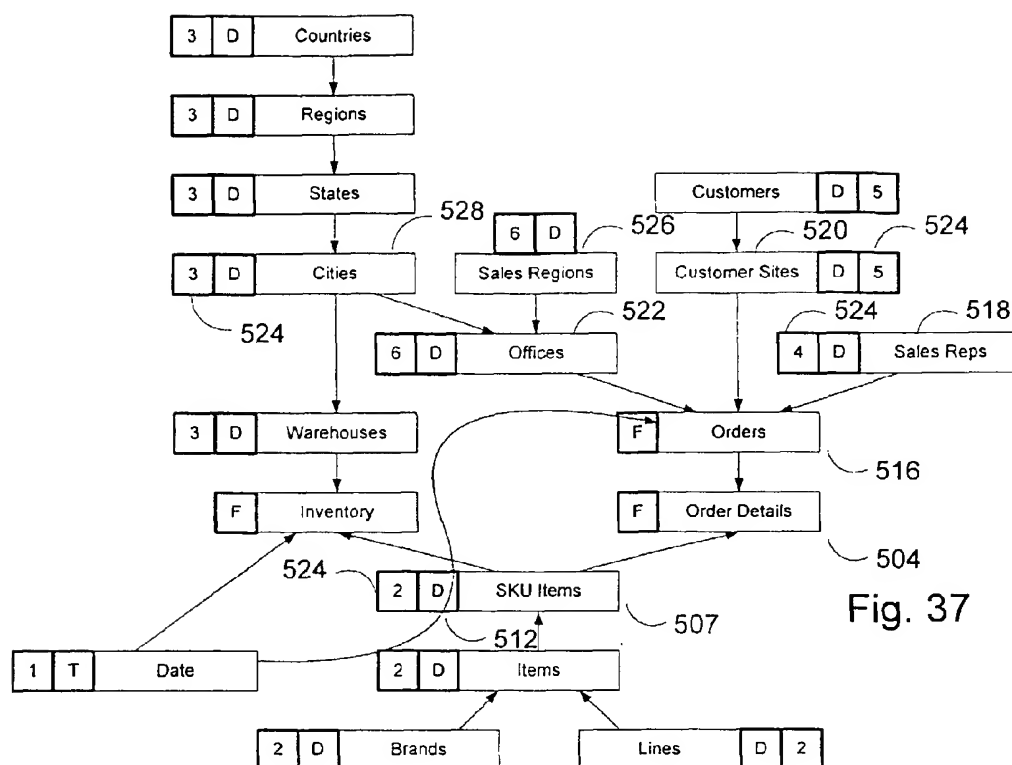 3 D Countries
3 D Regions
3 D States
Customers D 5
528
6 D
526
520
524
3 D Cities
Sales Regions
Customer Sites D 5
524
522
524
518
6 D Offices
4 D Sales Reps
3 D Warehouses
F Orders
516
F Inventory
F Order Details
504
524
2 D SKU Items
507
Fig. 37
512
1 T Date
2 D Items
2 D Brands
Lines D 2